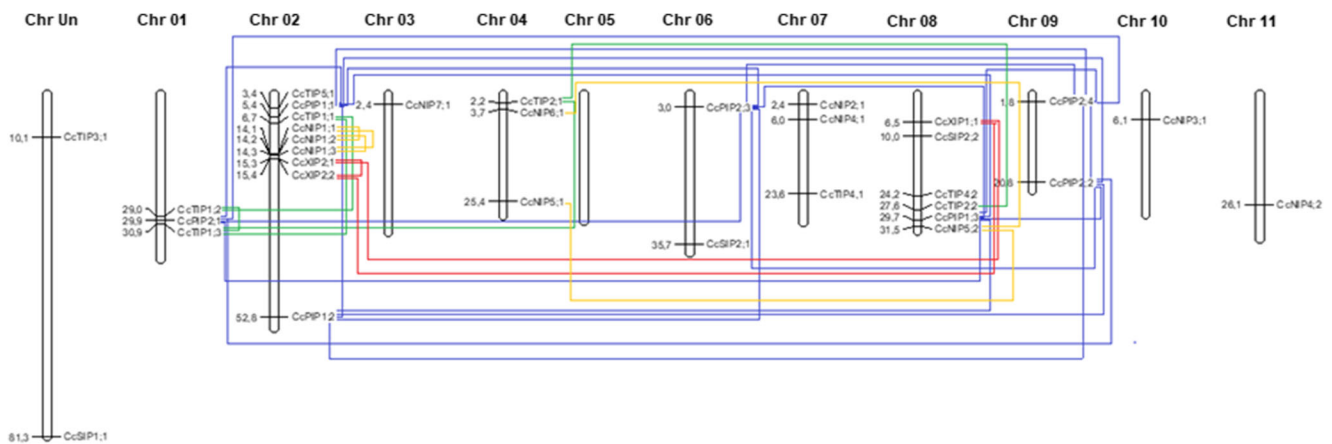 Chr Un
Chr 01
Chr 02
Chr 03
Chr 04
Chr 05
Chr 06
Chr 07
Chr 08
Chr 09
Chr 10
Chr 11
10,1 CcTIP3;1
81,3 CcSIP1;1
29,0 CcTIP1;2
29,9 CcPIP2;1
30,9 CcTIP1;3
3,4 CcTIP5;1
5,4 CcPIP1;1
6,7 CcTIP1;1
14,1 CcNIP1;1
14,2 CcNIP1;2
14,3 CcNIP1;3
15,3 CcXIP2;1
15,4 CcXIP2;2
52,8 CcPIP1;2
2,4 CcNIP7;1
2,2 CcTIP2;1
3,7 CcNIP6;1
25,4 CcNIP5;1
3,0 CcPIP2;3
35,7 CcSIP2;1
2,4 CcNIP2;1
6,0 CcNIP4;1
23,6 CcTIP4;1
6,5 CcXIP1;1
10,0 CcSIP2;2
24,2 CcTIP4;2
27,6 CcTIP2;2
29,7 CcPIP1;3
31,5 CcNIP5;2
1,8 CcPIP2;4
20,6 CcPIP2;2
6,1 CcNIP3;1
26,1 CcNIP4;2